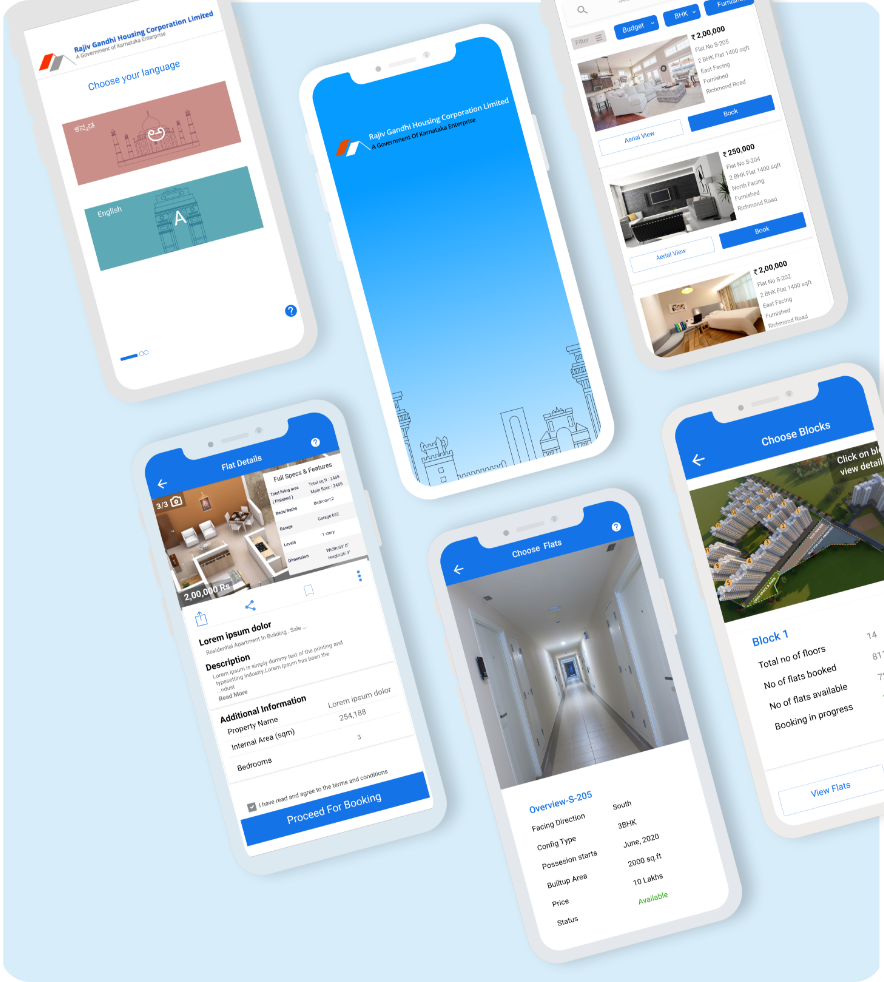 Rajiv Gandhi Housing Corporation Limited
A Government of Karnataka Enterprise
Choose your language
ಕನ್ನಡ
ಅ
English
A
?
Rajiv Gandhi Housing Corporation Limited
A Government Of Karnataka Enterprise
Filter
Budget
BHK
₹ 2,00,000
Flat No S-205
2 BHK Flat 1400 sqft
East Facing
Furnished
Richmond Road
Aerial View
Book
₹ 250,000
Flat No S-204
2 BHK Flat 1400 sqft
North Facing
Furnished
Richmond Road
Aerial View
Book
₹ 2,00,000
Flat No S-202
2 BHK Flat 1400 sqft
East Facing
Furnished
Richmond Road
Flat Details
?
3/3
Full Specs & Features
Garage
Levels
Dimensions
2,00,000 Rs
Lorem ipsum dolor
Residential Apartment In Building , Sale ...
Description
Lorem Ipsum is simply dummy text of the printing and
typesetting industry.Lorem Ipsum has been the
..ndust
Read More
Additional Information
Property Name Lorem ipsum dolor
Internal Area (sqm) 254,188
Bedrooms 3
I have read and agree to the terms and conditions
Proceed For Booking
Choose Flats
?
Overview-S-205
Facing Direction South
Config Type 3BHK
Possesion starts June, 2020
Builtup Area 2000 sq.ft
Price 10 Lakhs
Status Available
Choose Blocks
Click on bl
view detail
Block 1
Total no of floors 14
No of flats booked 81
No of flats available
Booking in progress
View Flats